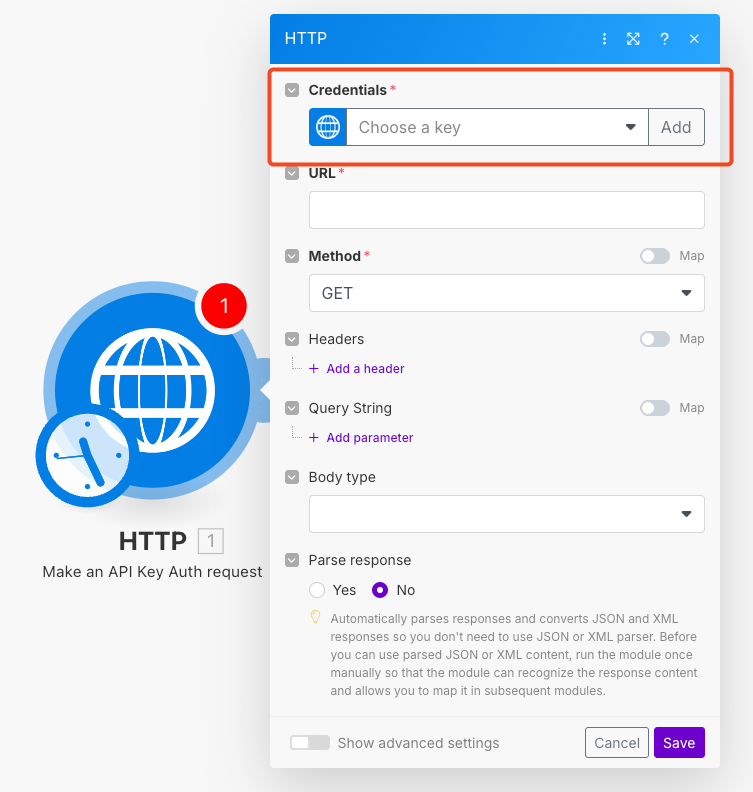 HTTP
?
Credentials *
Choose a key
Add
URL *
Method *
Map
GET
Headers
Map
+ Add a header
Query String
Map
+ Add parameter
Body type
Parse response
Yes
No
Automatically parses responses and converts JSON and XML
responses so you don't need to use JSON or XML parser. Before
you can use parsed JSON or XML content, run the module once
manually so that the module can recognize the response content
and allows you to map it in subsequent modules.
Show advanced settings
Cancel
Save
1
HTTP 1
Make an API Key Auth request